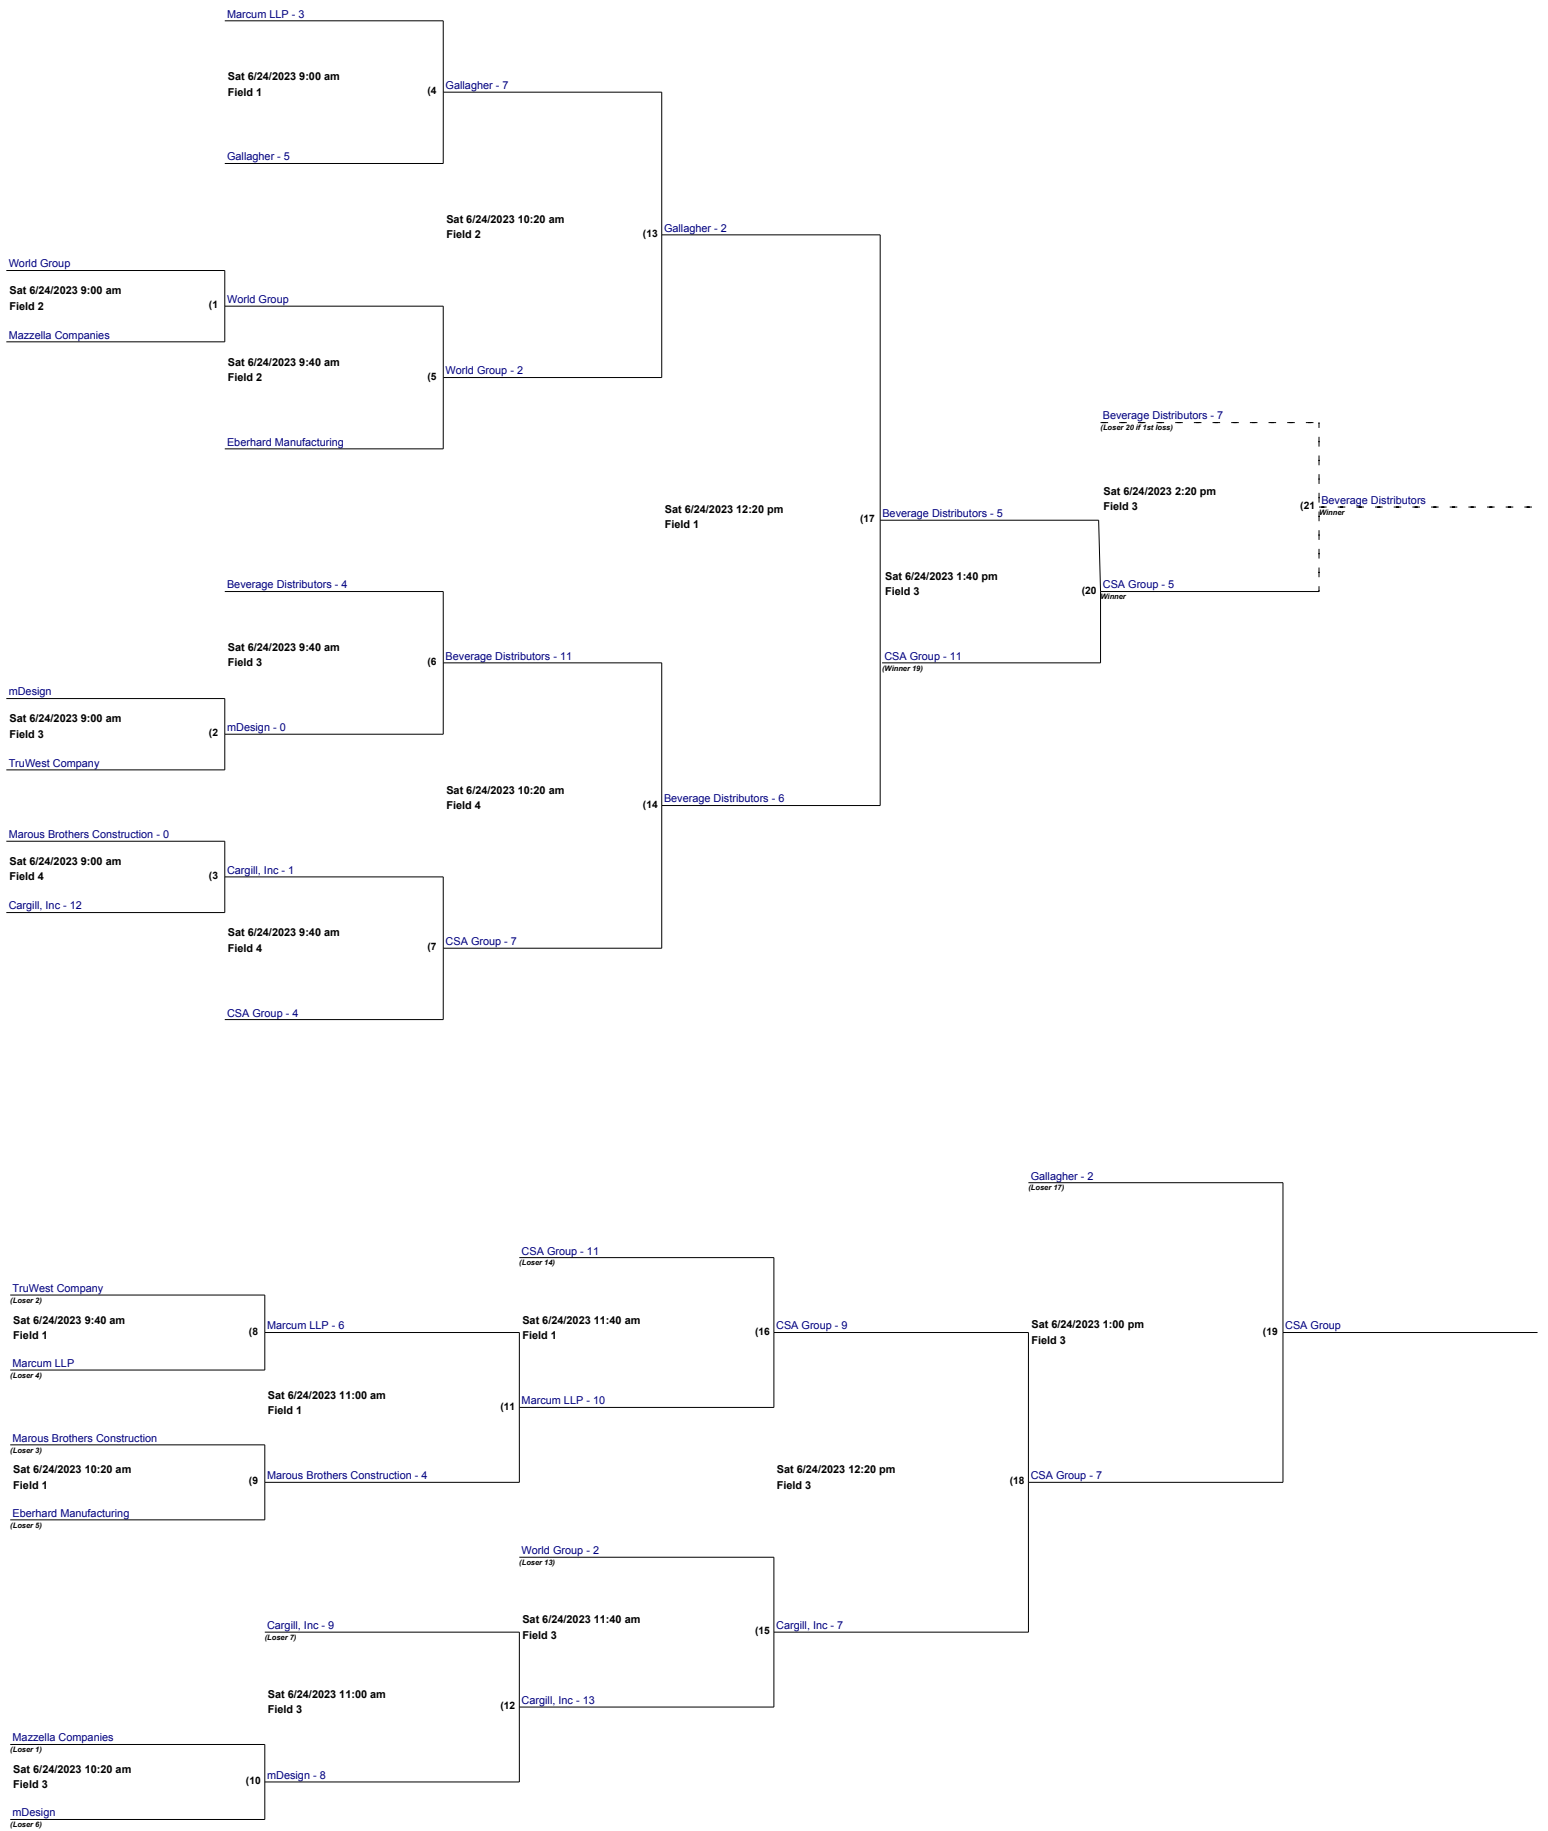 Marcum LLP - 3
Sat 6/24/2023 9:00 am
Field 1
(4
Gallagher - 7
Gallagher - 5
Sat 6/24/2023 10:20 am
Field 2
(13
Gallagher - 2
World Group
Sat 6/24/2023 9:00 am
Field 2
(1
World Group
Mazzella Companies
Sat 6/24/2023 9:40 am
Field 2
(5
World Group - 2
Eberhard Manufacturing
Beverage Distributors - 7
(Loser 20 if 1st loss)
Sat 6/24/2023 2:20 pm
Field 3
(21
Beverage Distributors
Winner
Sat 6/24/2023 12:20 pm
Field 1
(17
Beverage Distributors - 5
Sat 6/24/2023 1:40 pm
Field 3
(20
CSA Group - 5
Winner
CSA Group - 11
(Winner 19)
Beverage Distributors - 4
Sat 6/24/2023 9:40 am
Field 3
(6
Beverage Distributors - 11
mDesign
Sat 6/24/2023 9:00 am
Field 3
(2
mDesign - 0
TruWest Company
Sat 6/24/2023 10:20 am
Field 4
(14
Beverage Distributors - 6
Marous Brothers Construction - 0
Sat 6/24/2023 9:00 am
Field 4
(3
Cargill, Inc - 1
Cargill, Inc - 12
Sat 6/24/2023 9:40 am
Field 4
(7
CSA Group - 7
CSA Group - 4
Gallagher - 2
(Loser 17)
CSA Group - 11
(Loser 14)
TruWest Company
(Loser 2)
Sat 6/24/2023 9:40 am
Field 1
(8
Marcum LLP - 6
Sat 6/24/2023 11:40 am
Field 1
(16
CSA Group - 9
Sat 6/24/2023 1:00 pm
Field 3
(19
CSA Group
Marcum LLP
(Loser 4)
Sat 6/24/2023 11:00 am
Field 1
(11
Marcum LLP - 10
Marous Brothers Construction
(Loser 3)
Sat 6/24/2023 10:20 am
Field 1
(9
Marous Brothers Construction - 4
Sat 6/24/2023 12:20 pm
Field 3
(18
CSA Group - 7
Eberhard Manufacturing
(Loser 5)
World Group - 2
(Loser 13)
Cargill, Inc - 9
(Loser 7)
Sat 6/24/2023 11:40 am
Field 3
(15
Cargill, Inc - 7
Sat 6/24/2023 11:00 am
Field 3
(12
Cargill, Inc - 13
Mazzella Companies
(Loser 1)
Sat 6/24/2023 10:20 am
Field 3
(10
mDesign - 8
mDesign
(Loser 6)